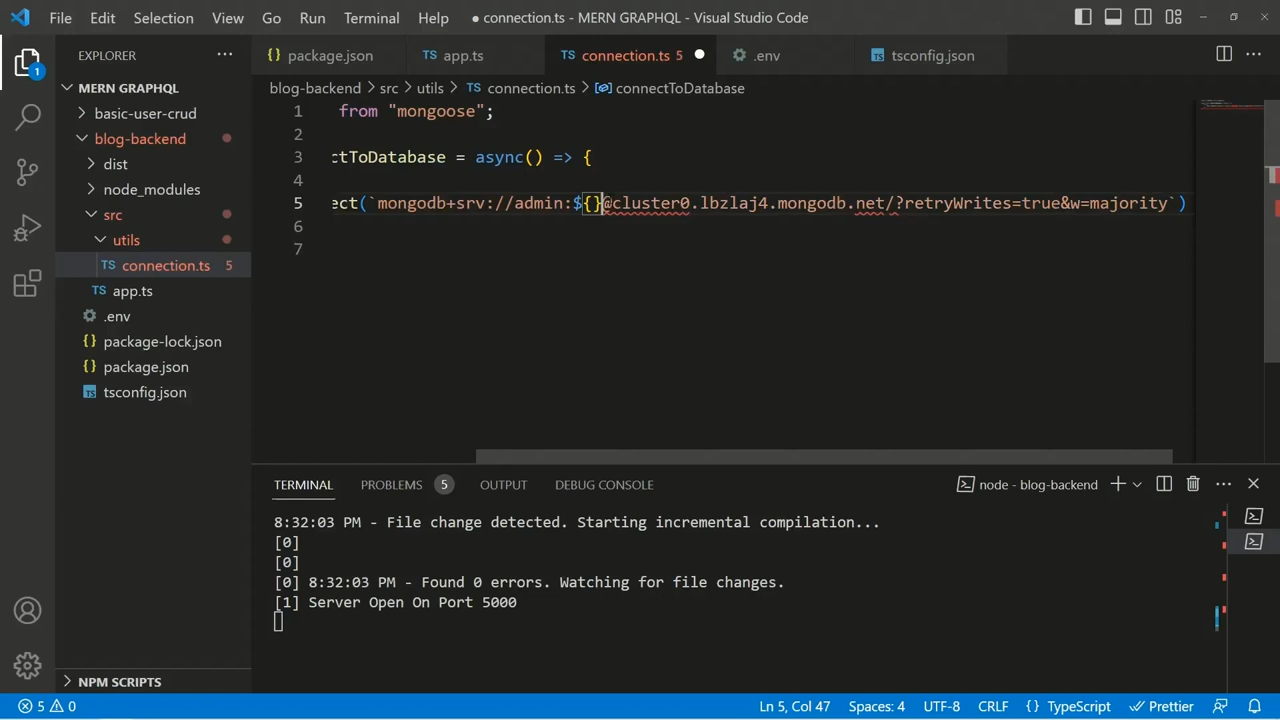 File Edit Selection View Go Run Terminal Help ● connection.ts - MERN GRAPHQL - Visual Studio Code
EXPLORER ···
{} package.json TS app.ts TS connection.ts 5 ● .env tsconfig.json ···
1
MERN GRAPHQL
blog-backend > src > utils > TS connection.ts > connectToDatabase
basic-user-crud
blog-backend
dist
node_modules
src
utils
TS connection.ts 5
TS app.ts
.env
{} package-lock.json
{} package.json
tsconfig.json
NPM SCRIPTS
1 from "mongoose";
2
3 ctToDatabase = async() => {
4
5 ect(`mongodb+srv://admin:${}@cluster0.lbzlaj4.mongodb.net/?retryWrites=true&w=majority`)
6
7
TERMINAL PROBLEMS 5 OUTPUT DEBUG CONSOLE node - blog-backend ···
8:32:03 PM - File change detected. Starting incremental compilation...
[0]
[0]
[0] 8:32:03 PM - Found 0 errors. Watching for file changes.
[1] Server Open On Port 5000
5 0 Ln 5, Col 47 Spaces: 4 UTF-8 CRLF {} TypeScript Prettier